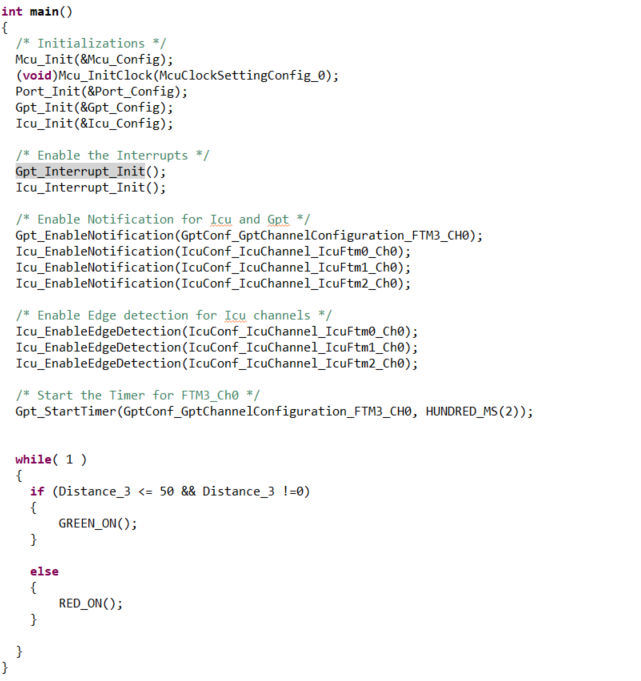 int main()
{
/* Initializations */
Mcu_Init(&Mcu_Config);
(void)Mcu_InitClock(McuClockSettingConfig_0);
Port_Init(&Port_Config);
Gpt_Init(&Gpt_Config);
Icu_Init(&Icu_Config);
/* Enable the Interrupts */
Gpt_Interrupt_Init();
Icu_Interrupt_Init();
/* Enable Notification for Icu and Gpt */
Gpt_EnableNotification(GptConf_GptChannelConfiguration_FTM3_CH0);
Icu_EnableNotification(IcuConf_IcuChannel_IcuFtm0_Ch0);
Icu_EnableNotification(IcuConf_IcuChannel_IcuFtm1_Ch0);
Icu_EnableNotification(IcuConf_IcuChannel_IcuFtm2_Ch0);
/* Enable Edge detection for Icu channels */
Icu_EnableEdgeDetection(IcuConf_IcuChannel_IcuFtm0_Ch0);
Icu_EnableEdgeDetection(IcuConf_IcuChannel_IcuFtm1_Ch0);
Icu_EnableEdgeDetection(IcuConf_IcuChannel_IcuFtm2_Ch0);
/* Start the Timer for FTM3_Ch0 */
Gpt_StartTimer(GptConf_GptChannelConfiguration_FTM3_CH0, HUNDRED_MS(2));
while( 1 )
{
if (Distance_3 <= 50 && Distance_3 !=0)
{
GREEN_ON();
}
else
{
RED_ON();
}
}
}